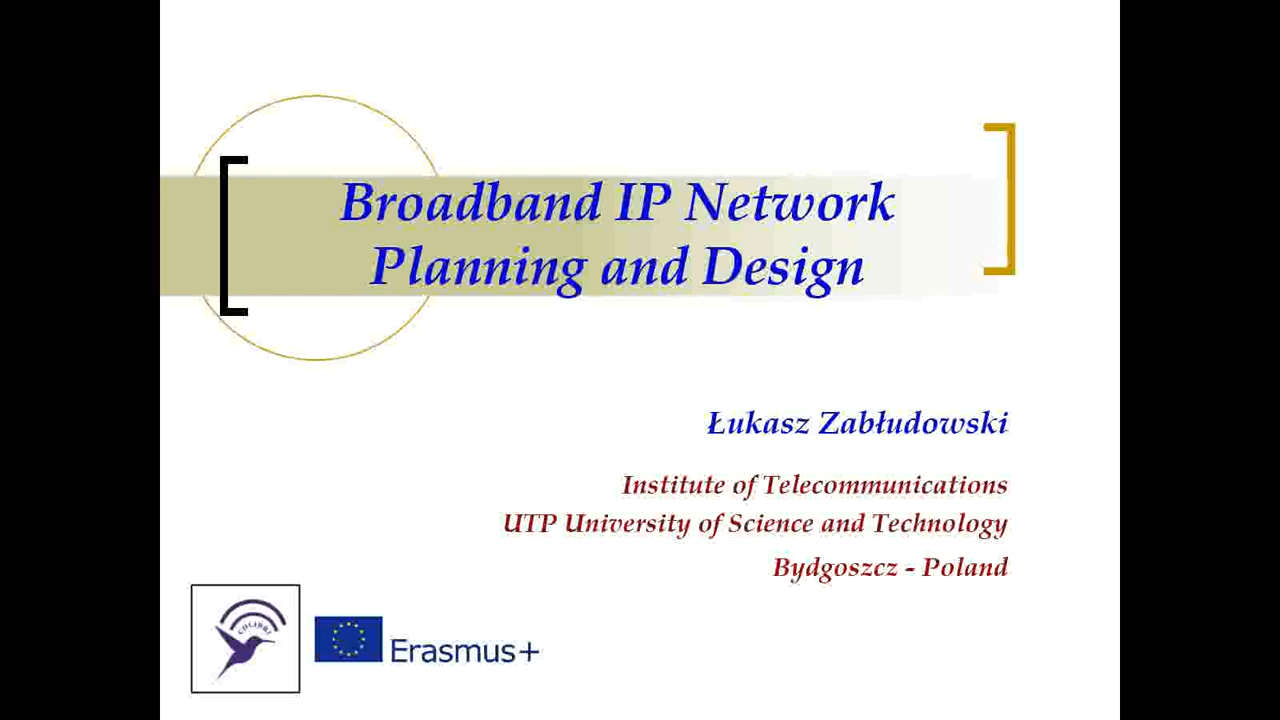 Broadband IP Network
Planning and Design
Łukasz Zabłudowski
Institute of Telecommunications
UTP University of Science and Technology
Bydgoszcz - Poland
COLIBRI
Erasmus+